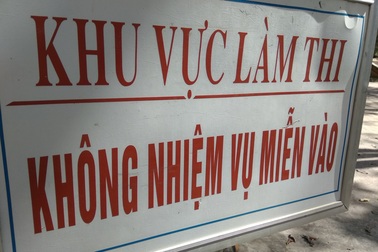 KHU VỰC LÀM THI
KHÔNG NHIỆM VỤ MIỄN VÀO